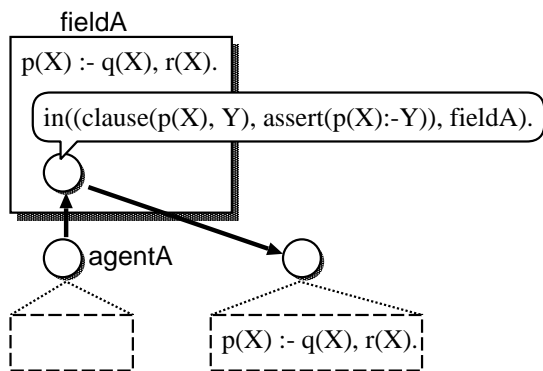 fieldA
p(X) :- q(X), r(X).
in((clause(p(X), Y), assert(p(X):-Y)), fieldA).
agentA
p(X) :- q(X), r(X).